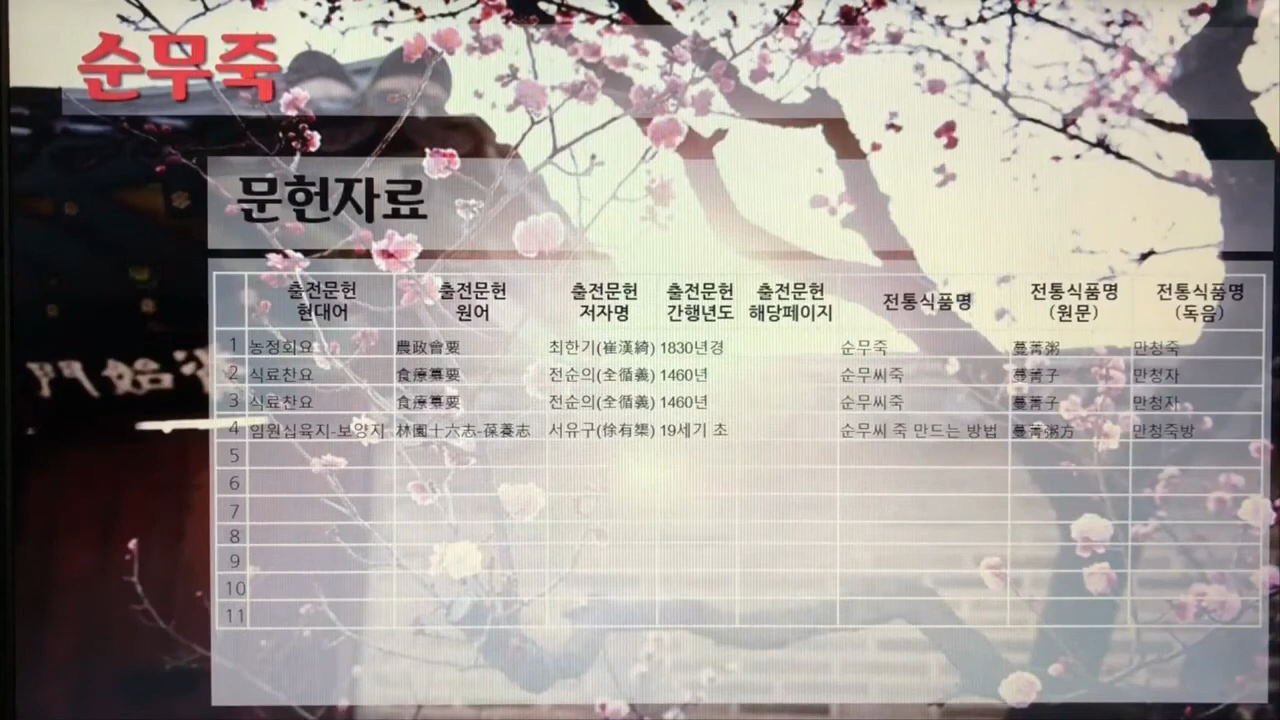 순무죽
문헌자료
출전문헌 현대어 출전문헌 원어 출전문헌 저자명 출전문헌 간행년도 출전문헌 해당페이지 전통식품명 전통식품명 (원문) 전통식품명 (독음)
1 농정회요 農政會要 최한기(崔漢綺) 1830년경 순무죽 蔓菁粥 만청죽
2 식료찬요 食療纂要 전순의(全循義) 1460년 순무씨죽 蔓菁子 만청자
3 식료찬요 食療纂要 전순의(全循義) 1460년 순무씨죽 蔓菁子 만청자
4 임원십육지-보양지 林園十六志-葆養志 서유구(徐有榘) 19세기 초 순무씨 죽 만드는 방법 蔓菁粥方 만청죽방
5
6
7
8
9
10
11